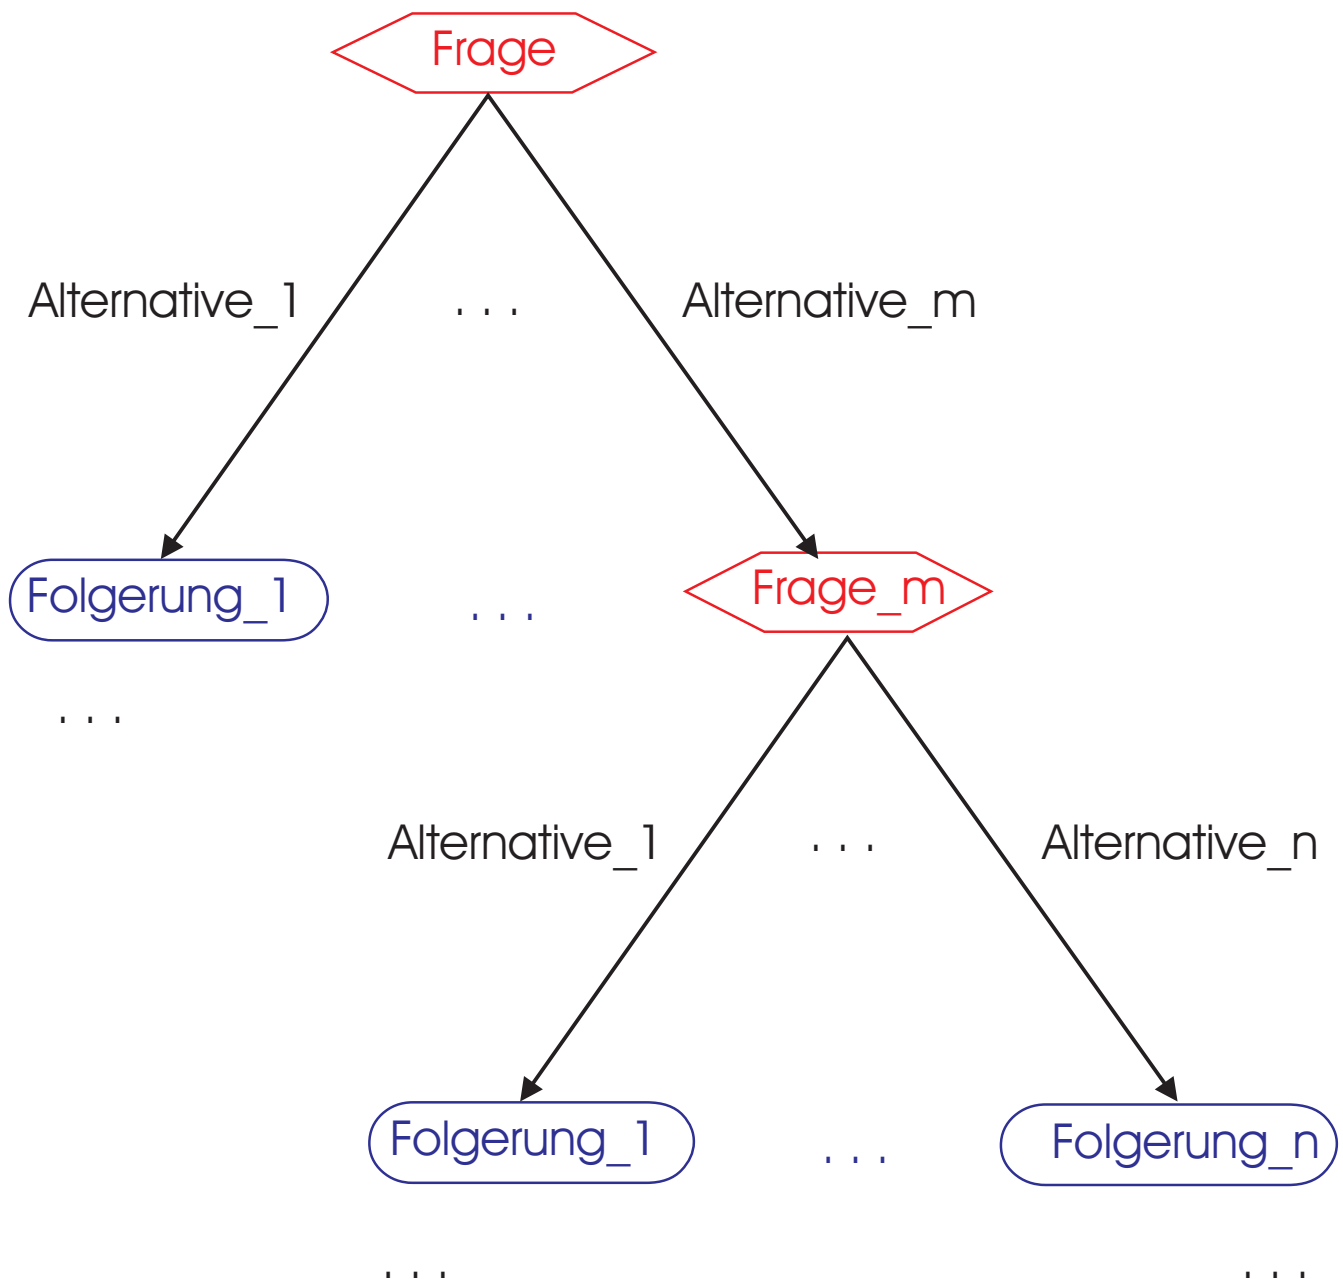 Frage
Alternative_1 . . . Alternative_m
Folgerung_1 . . . Frage_m
. . .
Alternative_1 . . . Alternative_n
Folgerung_1 . . . Folgerung_n
. . . . . .